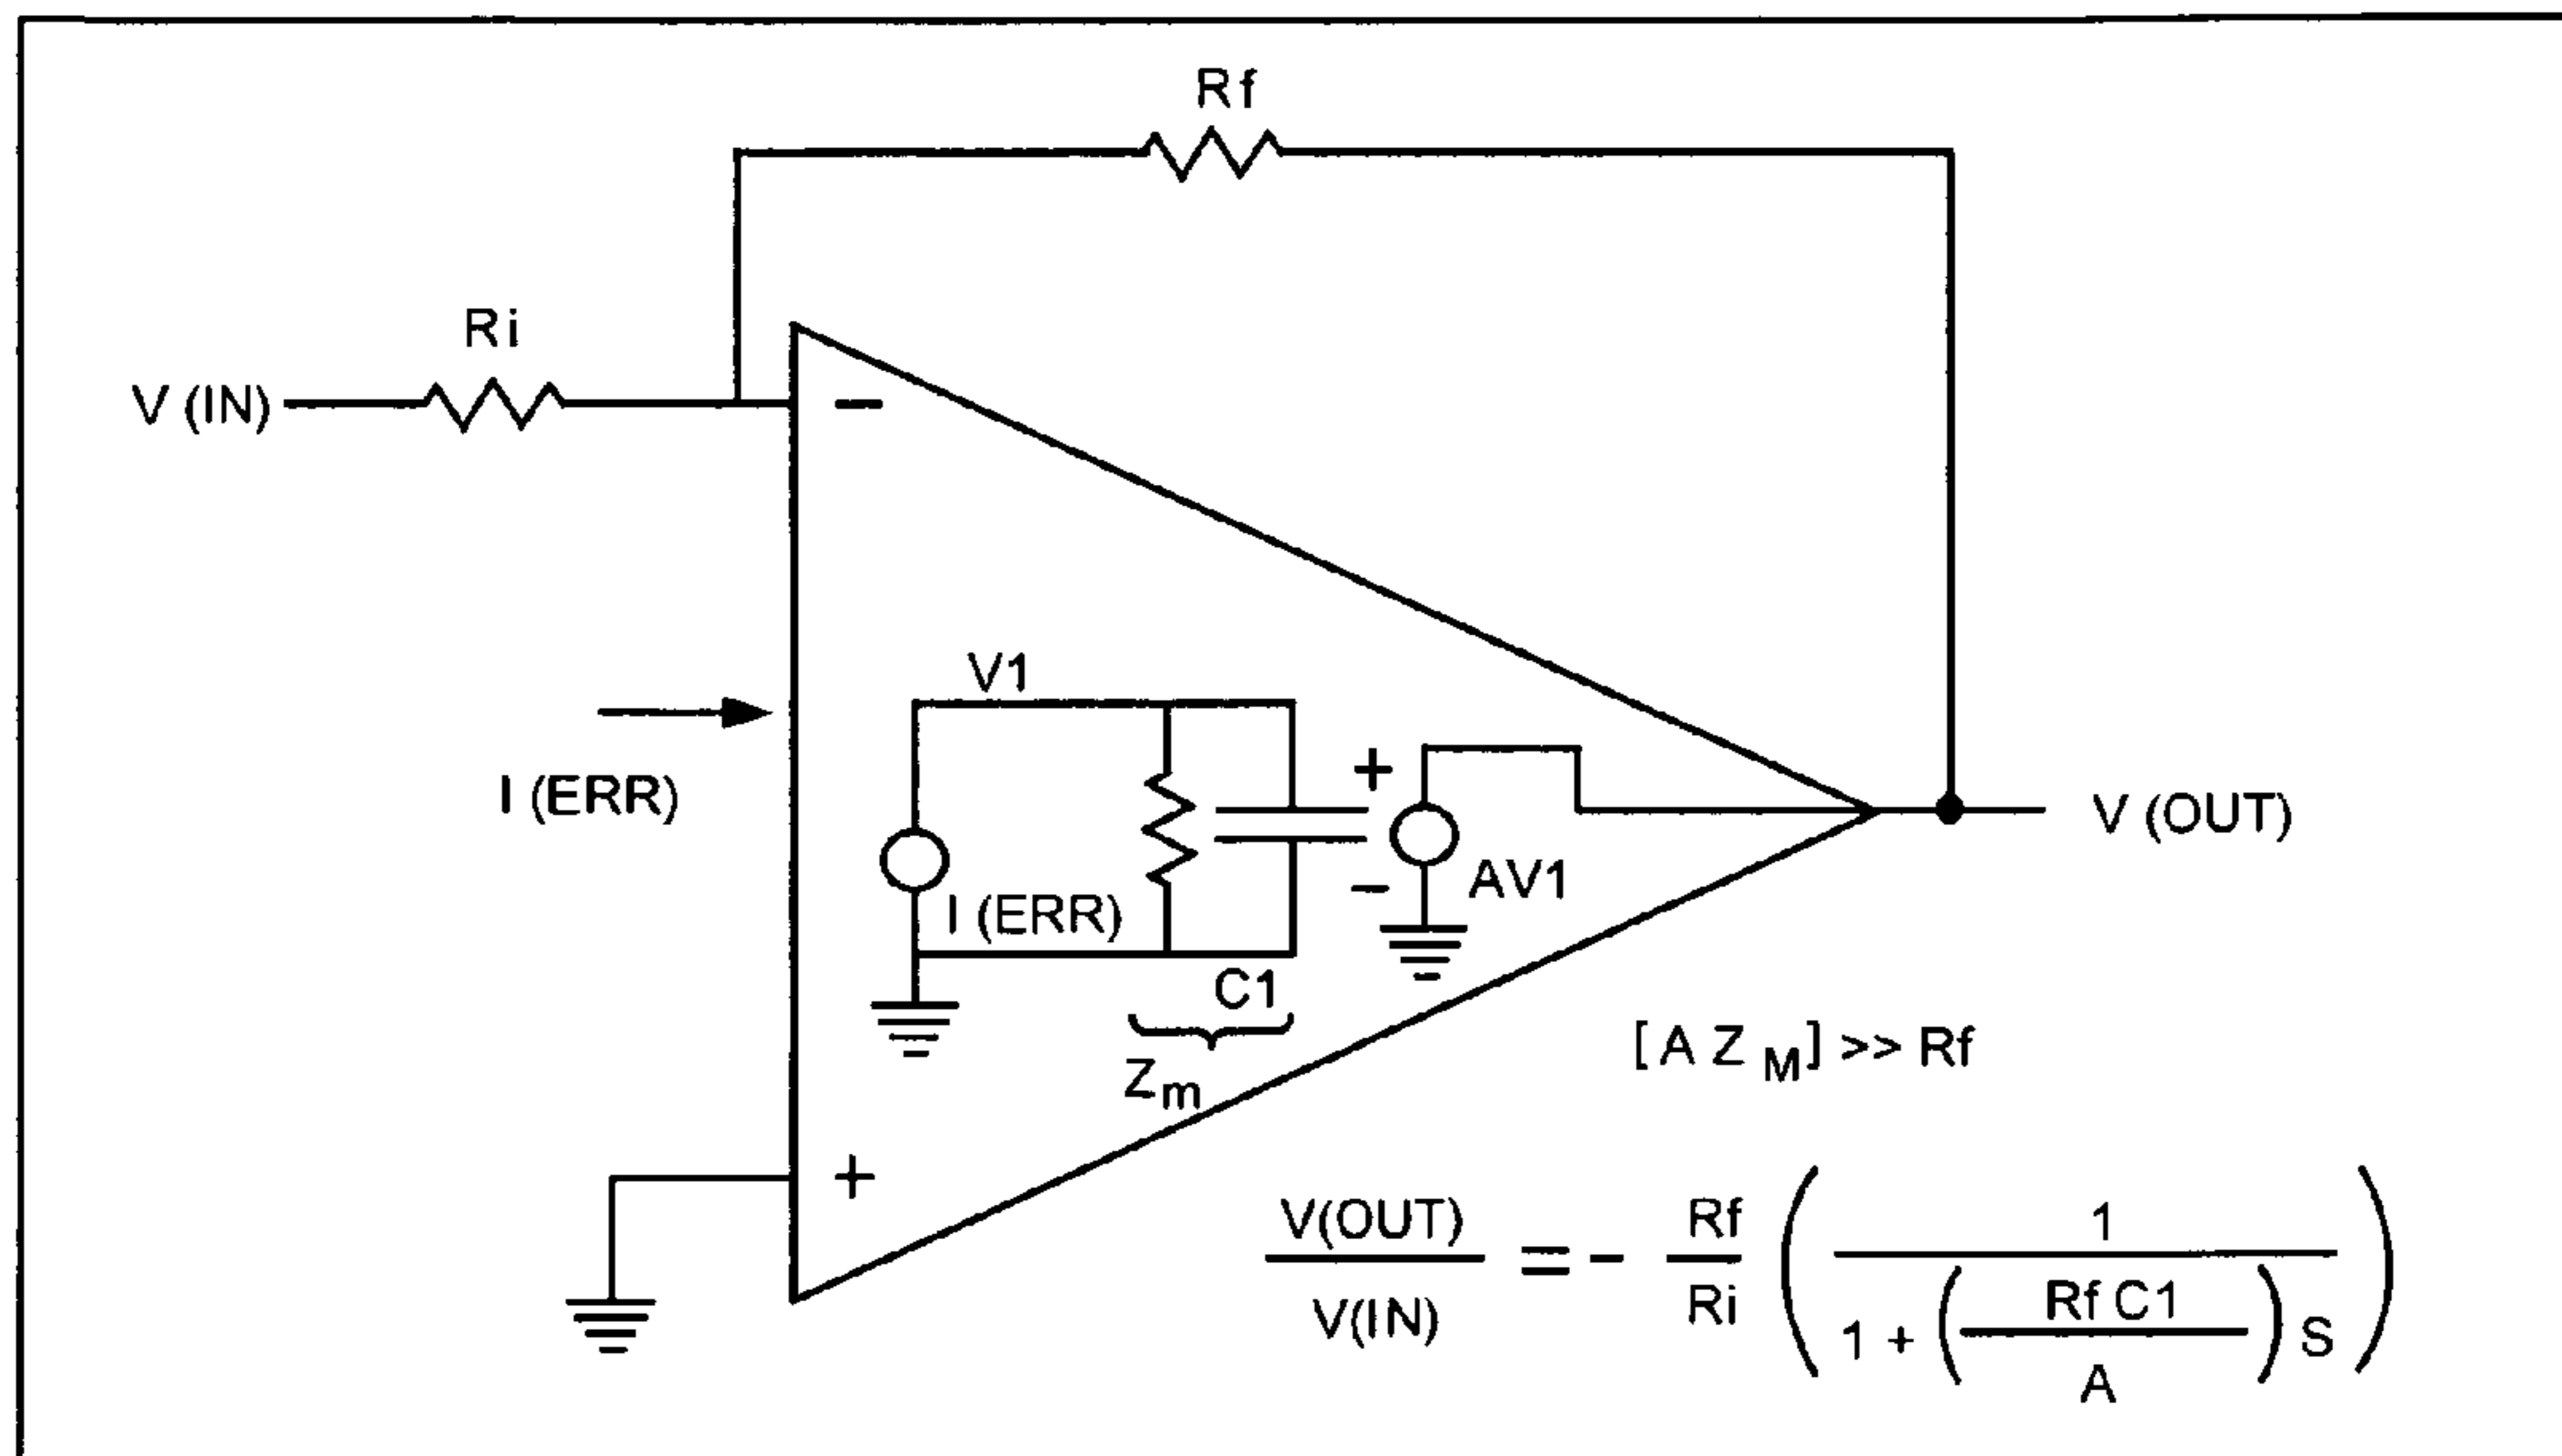 Rf
Ri
V (IN)
−
V1
I (ERR)
+
V (OUT)
AV1
−
I (ERR)
C1
Zm
[ A Z M ] >> Rf
+
V(OUT) / V(IN) = - Rf / Ri ( 1 / 1 + ( Rf C1 / A ) S )